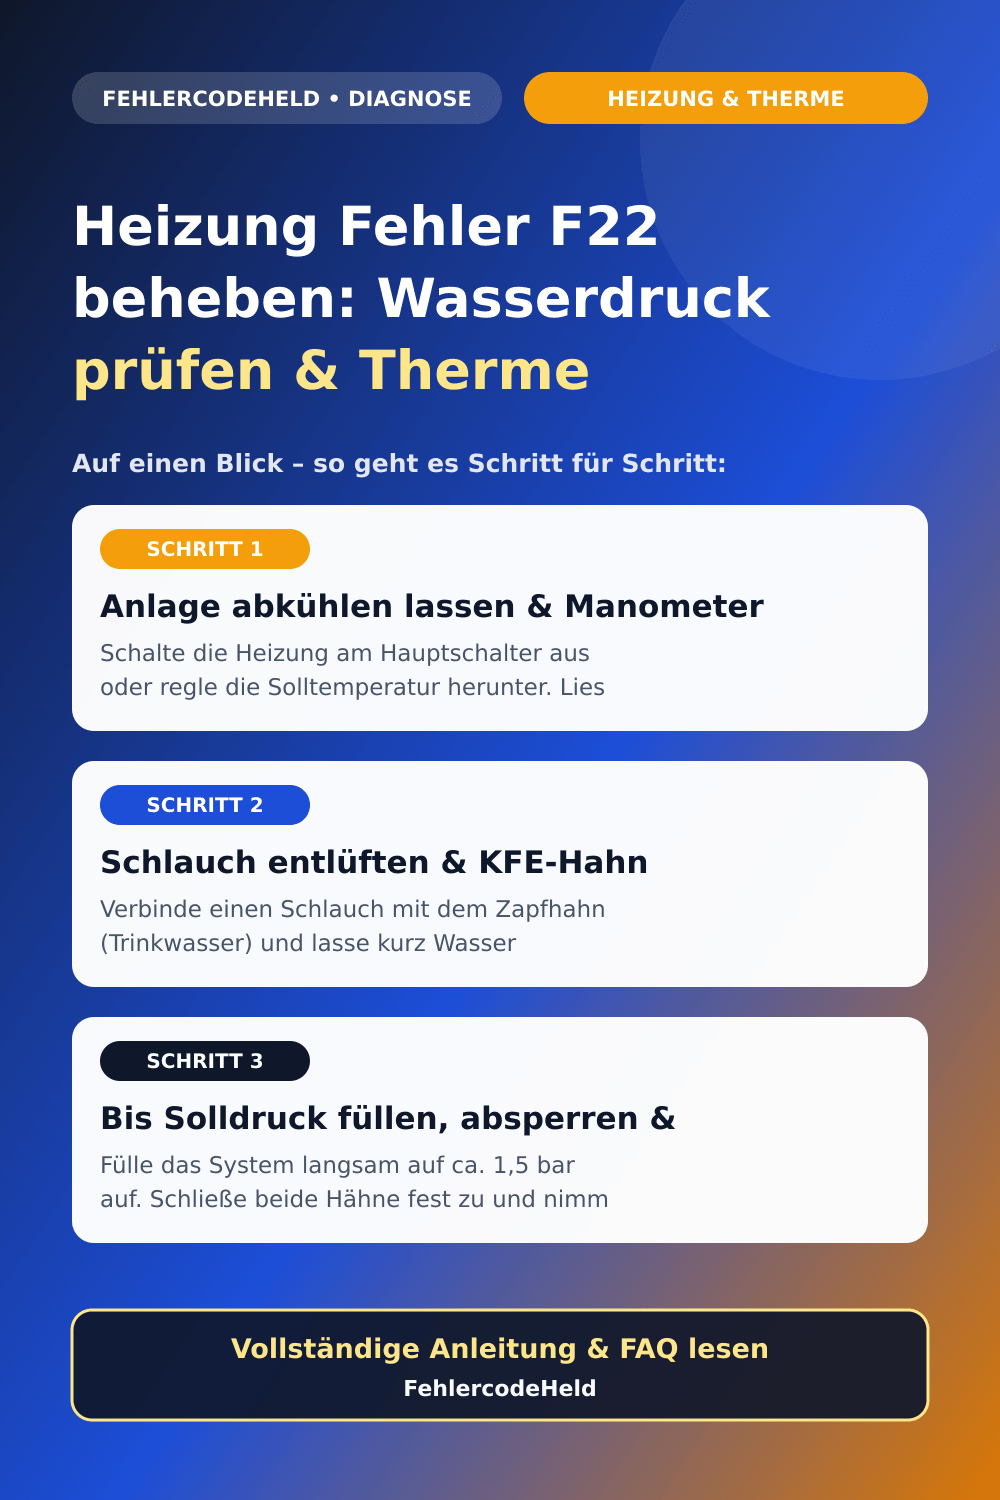 FEHLERCODEHELD • DIAGNOSE
HEIZUNG & THERME
Heizung Fehler F22
beheben: Wasserdruck
prüfen & Therme
Auf einen Blick – so geht es Schritt für Schritt:
SCHRITT 1
Anlage abkühlen lassen & Manometer
Schalte die Heizung am Hauptschalter aus
oder regle die Solltemperatur herunter. Lies
SCHRITT 2
Schlauch entlüften & KFE-Hahn
Verbinde einen Schlauch mit dem Zapfhahn
(Trinkwasser) und lasse kurz Wasser
SCHRITT 3
Bis Solldruck füllen, absperren &
Fülle das System langsam auf ca. 1,5 bar
auf. Schließe beide Hähne fest zu und nimm
Vollständige Anleitung & FAQ lesen
FehlercodeHeld